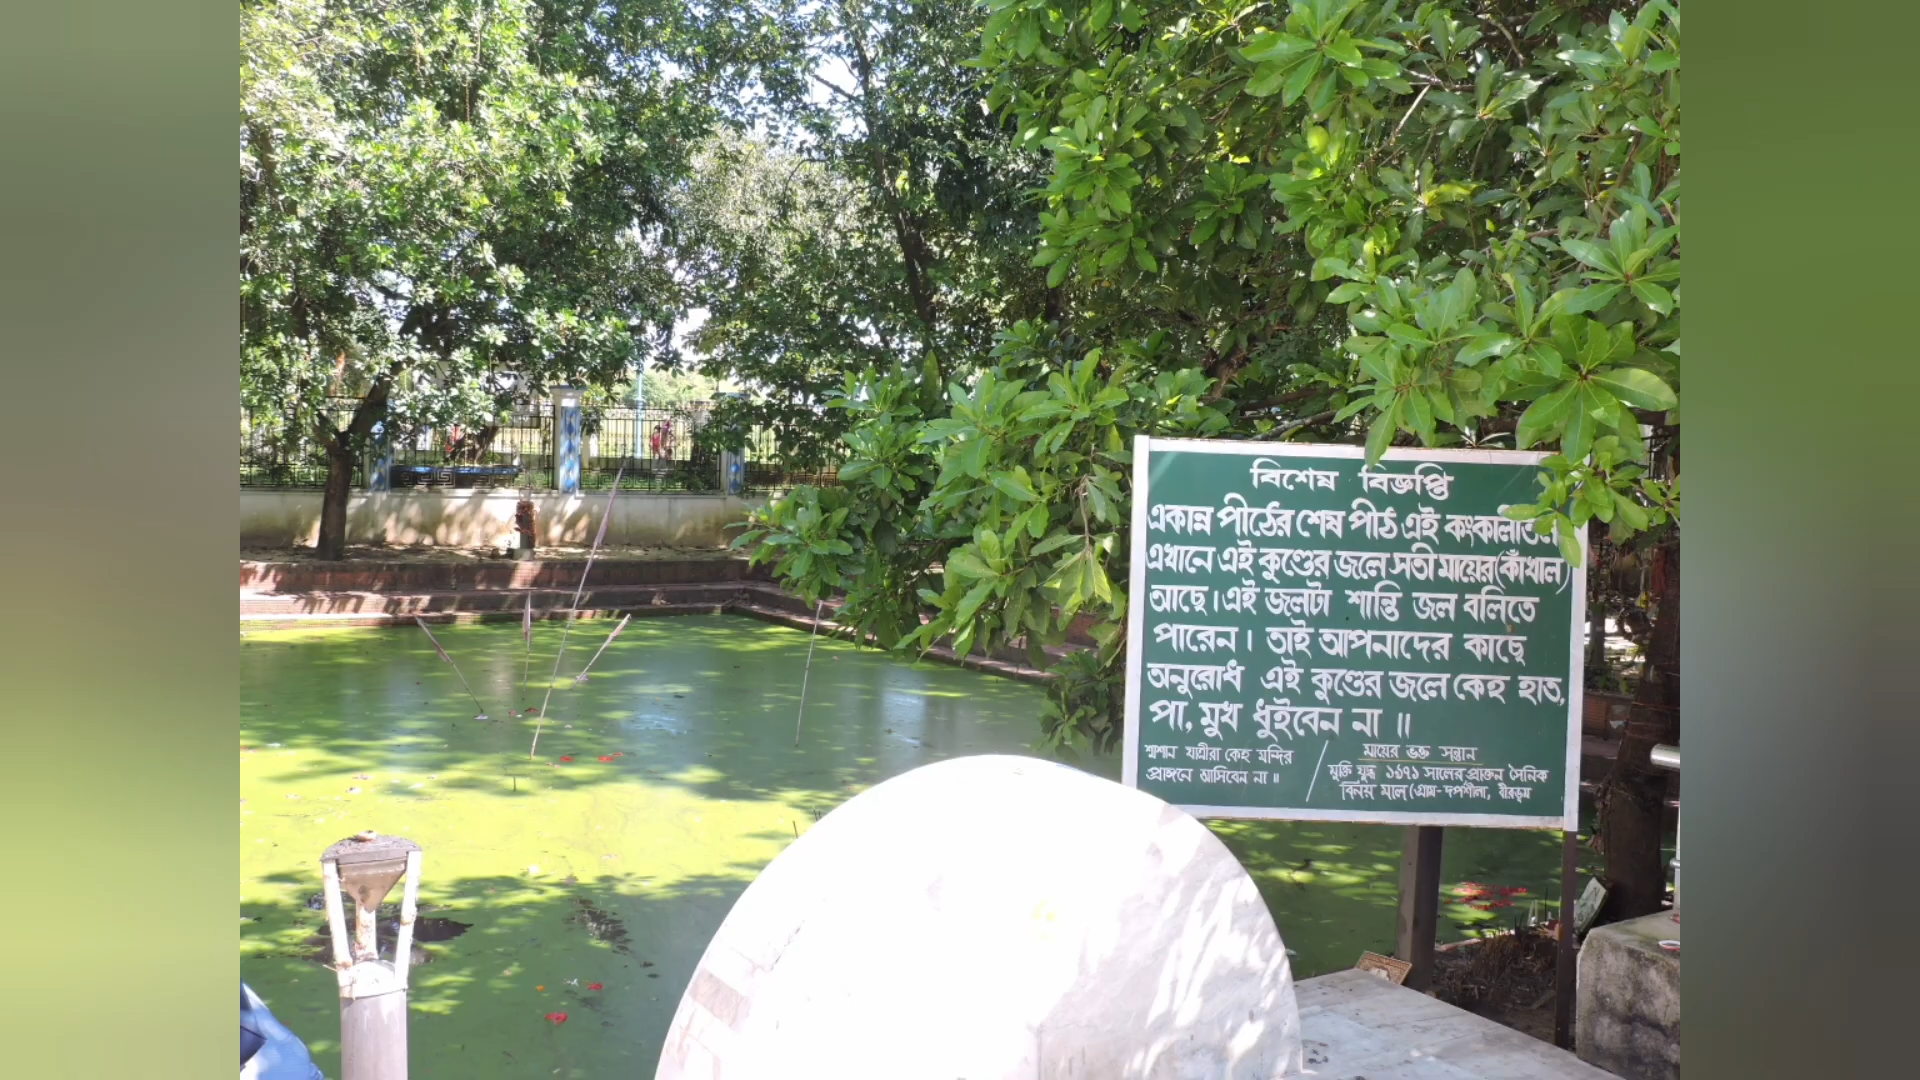 বিশেষ বিজ্ঞপ্তি
একান্ন পীঠের শেষ পীঠ এই কংকালীতলা
এখানে এই কুণ্ডের জলে সতী মায়ের (কাঁখাল)
আছে। এই জলটা শান্তি জল বলিতে
পারেন। তাই আপনাদের কাছে
অনুরোধ এই কুণ্ডের জলে কেহ হাত,
পা, মুখ ধুইবেন না ॥
শ্মশান যাত্রীরা কেহ মন্দির
প্রাঙ্গনে আসিবেন না ॥
মায়ের ভক্ত সন্তান
মুক্তি যুদ্ধ ১৯৭১ সালের প্রাক্তন সৈনিক
বিনয় মাল (গ্রাম-দপশীলা, বীরভূম